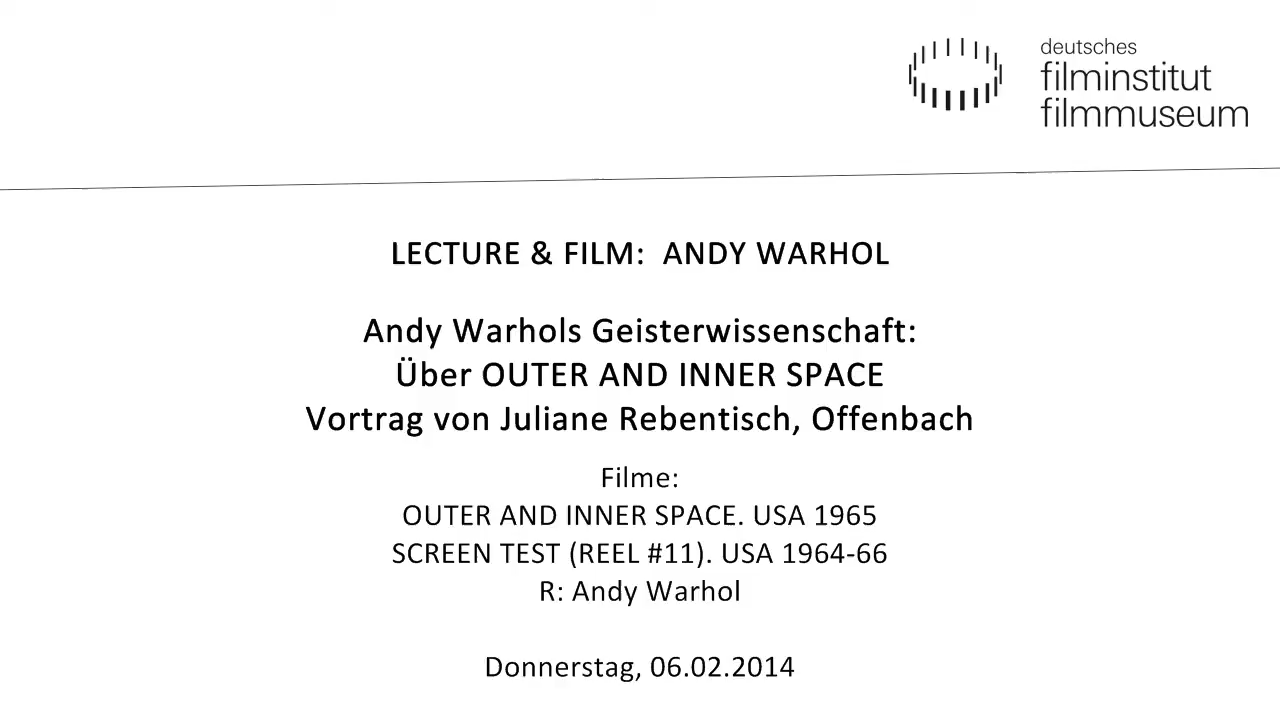 deutsches
filminstitut
filmmuseum
LECTURE & FILM: ANDY WARHOL
Andy Warhols Geisterwissenschaft:
Über OUTER AND INNER SPACE
Vortrag von Juliane Rebentisch, Offenbach
Filme:
OUTER AND INNER SPACE. USA 1965
SCREEN TEST (REEL #11). USA 1964-66
R: Andy Warhol
Donnerstag, 06.02.2014